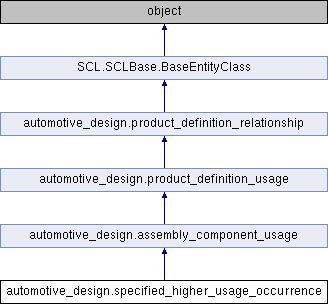 object
SCL.SCLBase.BaseEntityClass
automotive_design.product_definition_relationship
automotive_design.product_definition_usage
automotive_design.assembly_component_usage
automotive_design.specified_higher_usage_occurrence